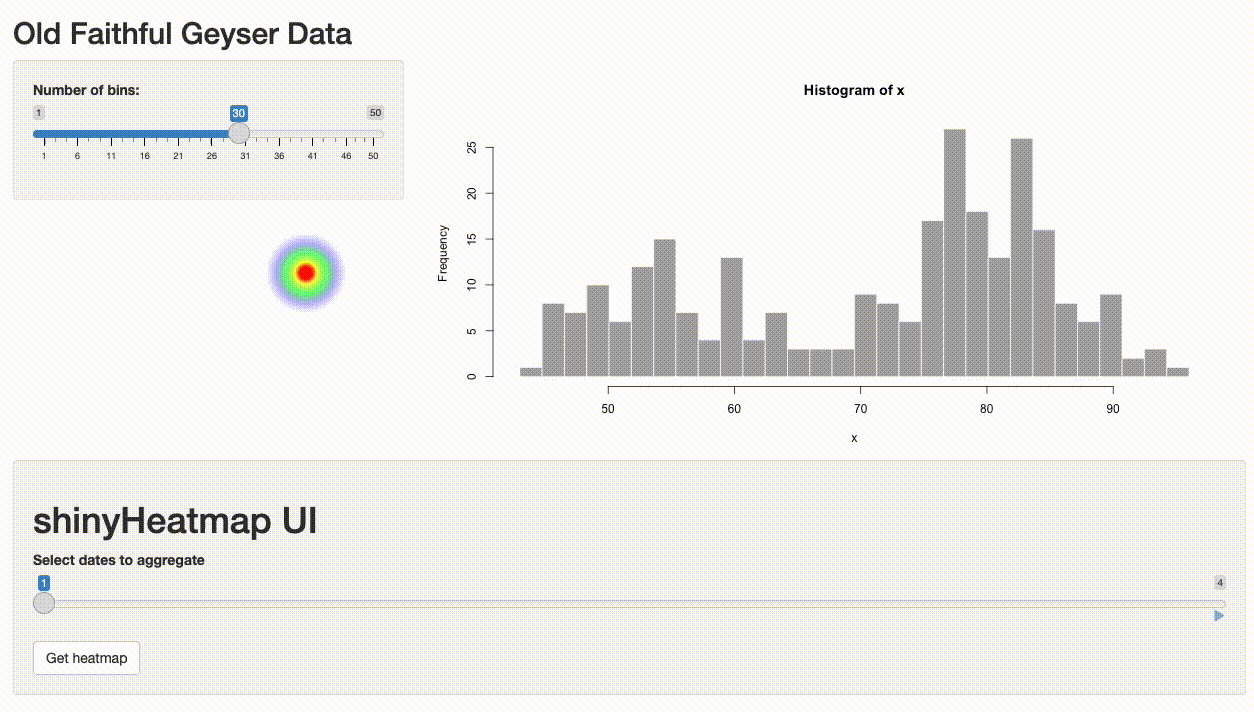 Old Faithful Geyser Data
Number of bins:
1 30 50
1 6 11 16 21 26 31 36 41 46 50
Histogram of x
Frequency
25
20
15
10
5
0
50 60 70 80 90
x
shinyHeatmap UI
Select dates to aggregate
1 4
Get heatmap